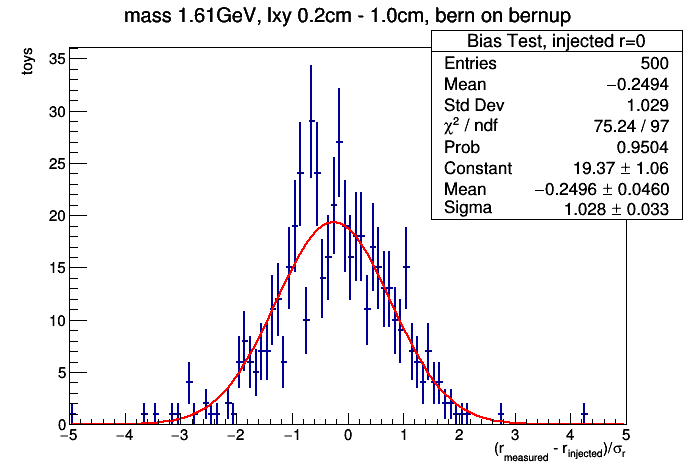 mass 1.61GeV, lxy 0.2cm - 1.0cm, bern on bernup
Bias Test, injected r=0
Entries 500
Mean −0.2494
Std Dev 1.029
χ² / ndf 75.24 / 97
Prob 0.9504
Constant 19.37 ± 1.06
Mean −0.2496 ± 0.0460
Sigma 1.028 ± 0.033
toys
35
30
25
20
15
10
5
0
−5 −4 −3 −2 −1 0 1 2 3 4 5
(r_measured - r_injected)/σ_r